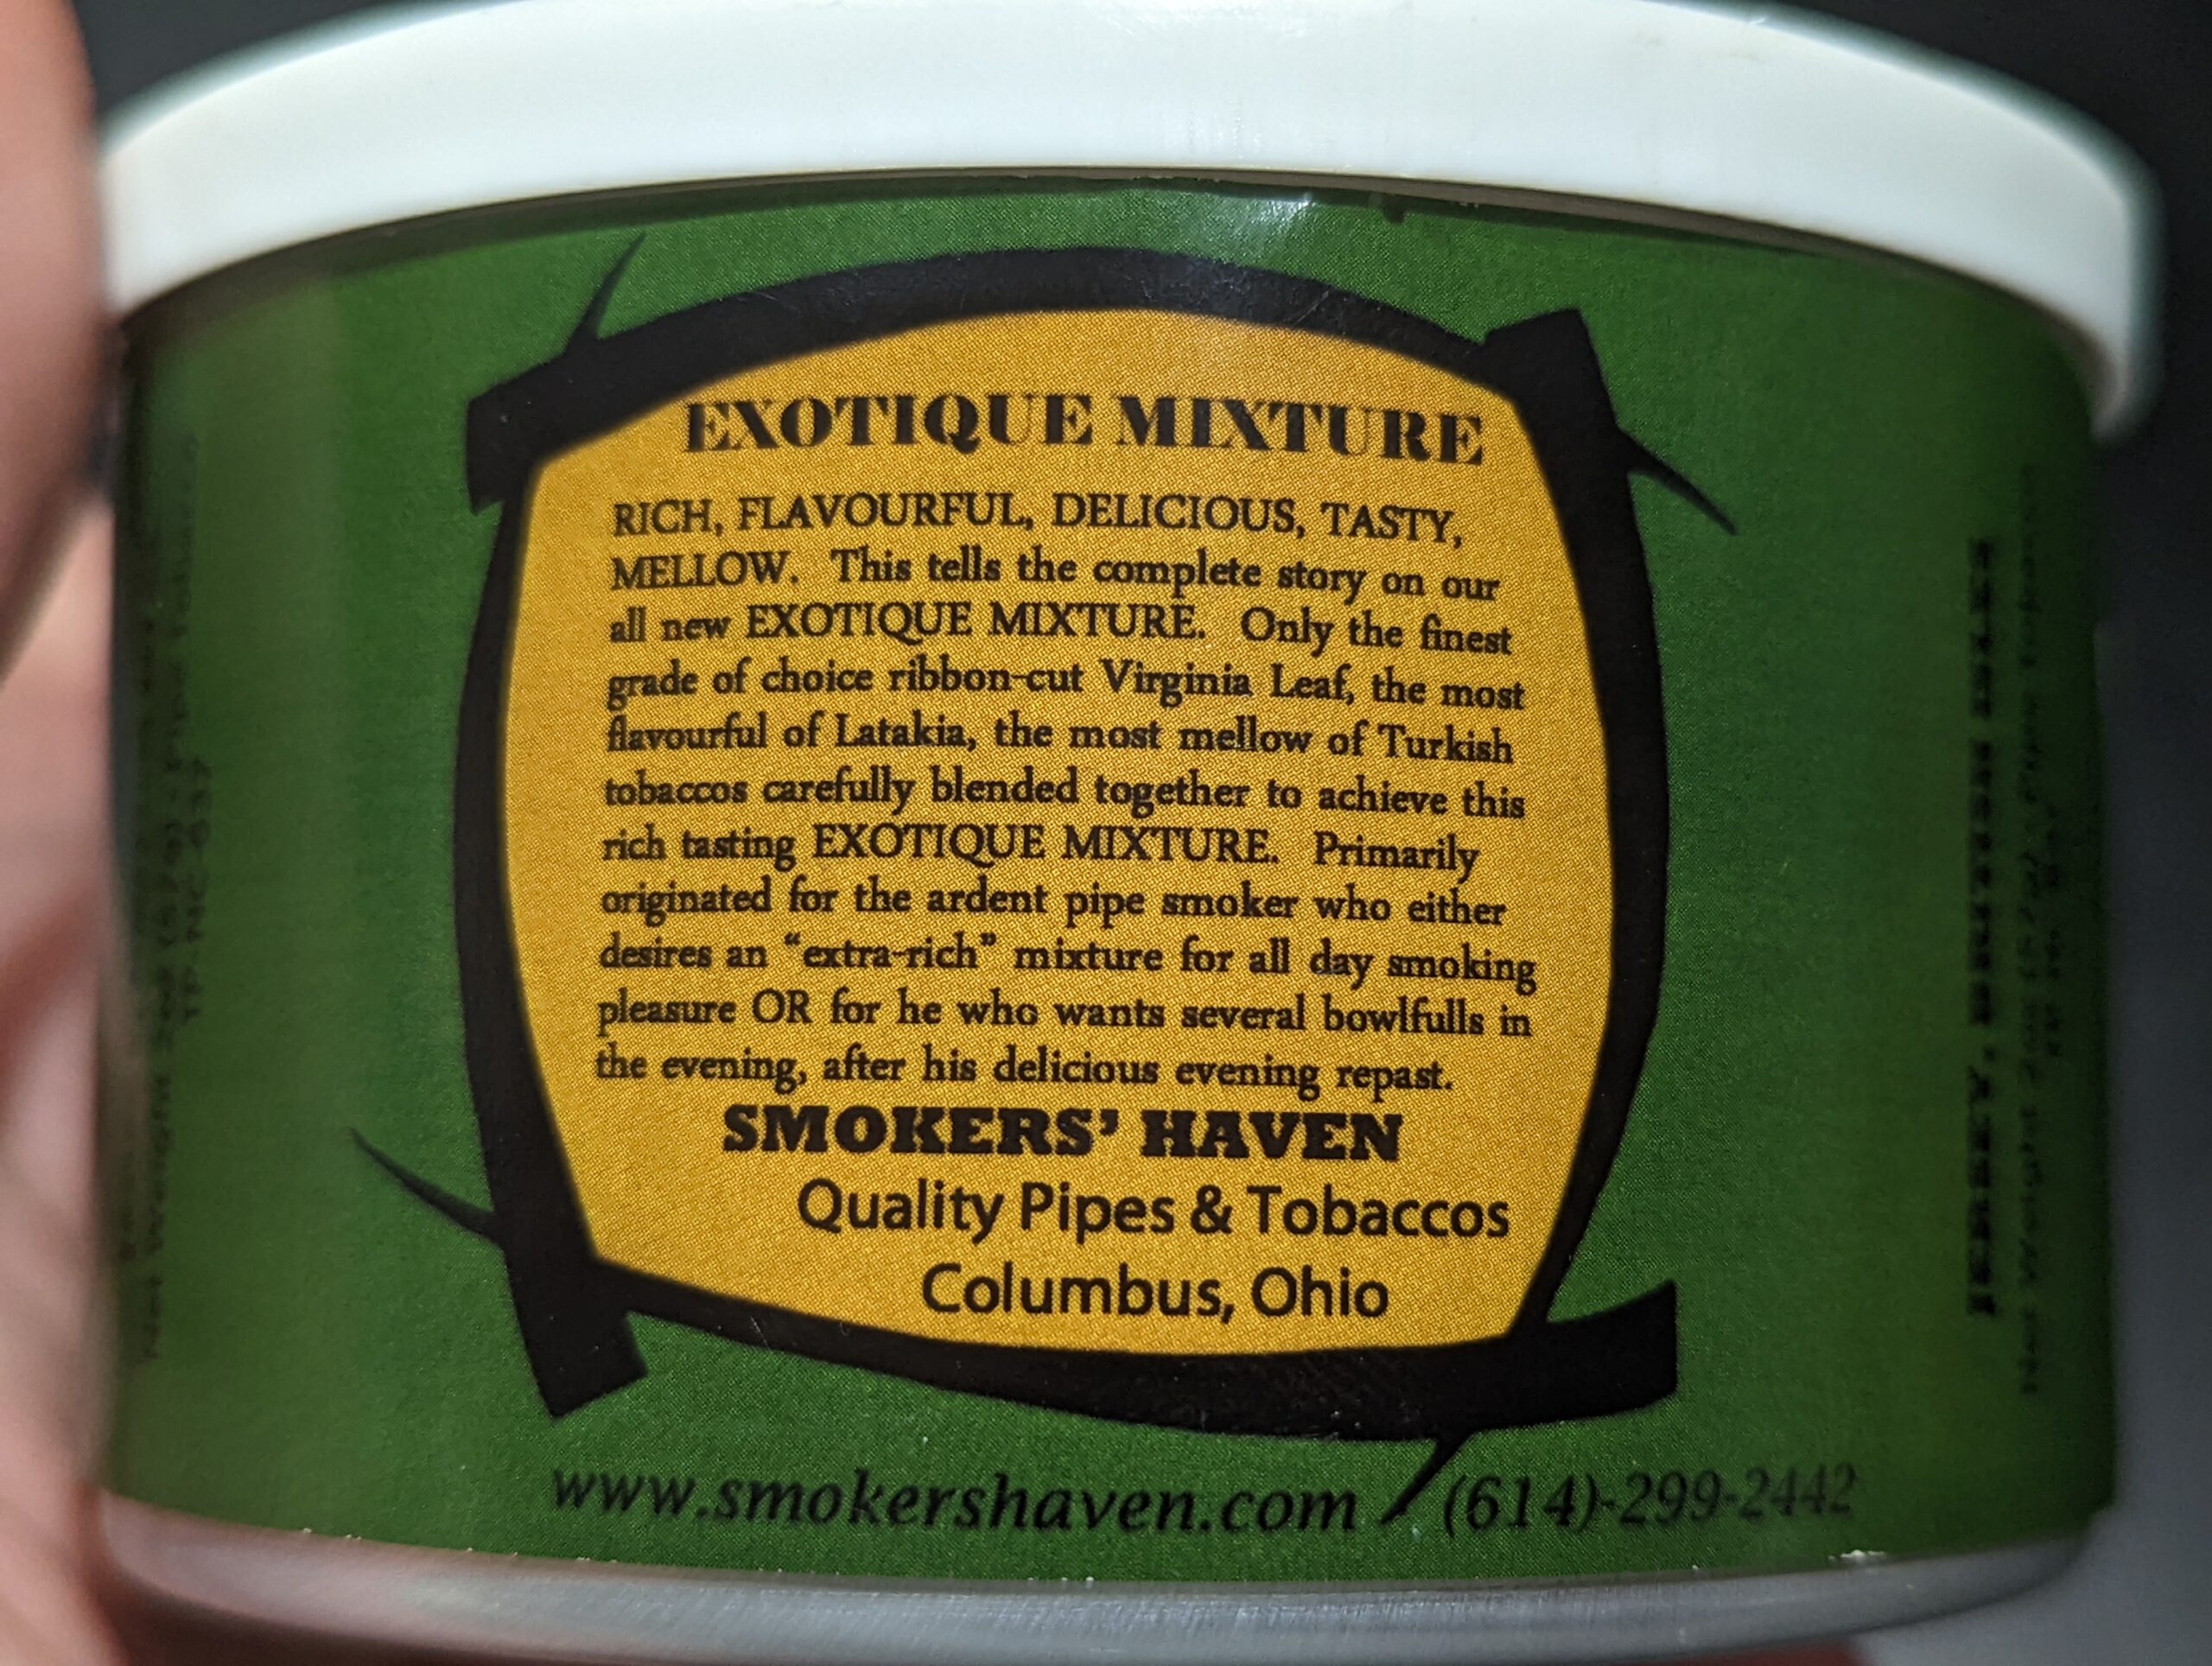 EXOTIQUE MIXTURE
RICH, FLAVOURFUL, DELICIOUS, TASTY,
MELLOW. This tells the complete story on our
all new EXOTIQUE MIXTURE. Only the finest
grade of choice ribbon-cut Virginia Leaf, the most
flavourful of Latakia, the most mellow of Turkish
tobaccos carefully blended together to achieve this
rich tasting EXOTIQUE MIXTURE. Primarily
originated for the ardent pipe smoker who either
desires an “extra-rich” mixture for all day smoking
pleasure OR for he who wants several bowlfulls in
the evening, after his delicious evening repast.
SMOKERS’ HAVEN
Quality Pipes & Tobaccos
Columbus, Ohio
www.smokershaven.com / (614)-299-2442